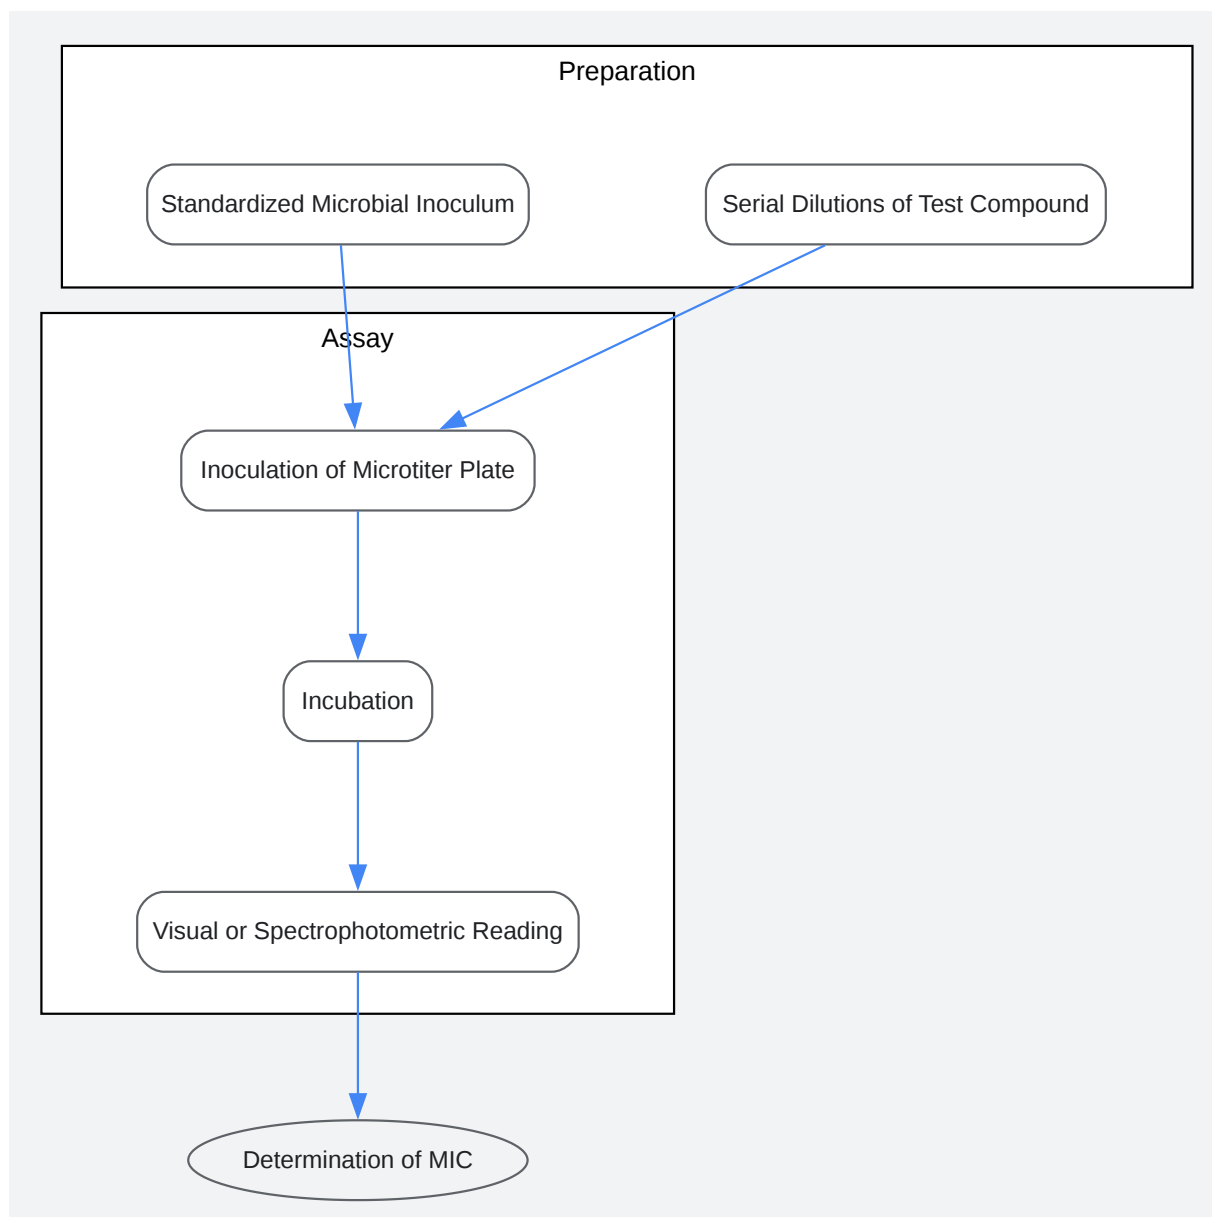 Preparation
Standardized Microbial Inoculum
Serial Dilutions of Test Compound
Assay
Inoculation of Microtiter Plate
Incubation
Visual or Spectrophotometric Reading
Determination of MIC